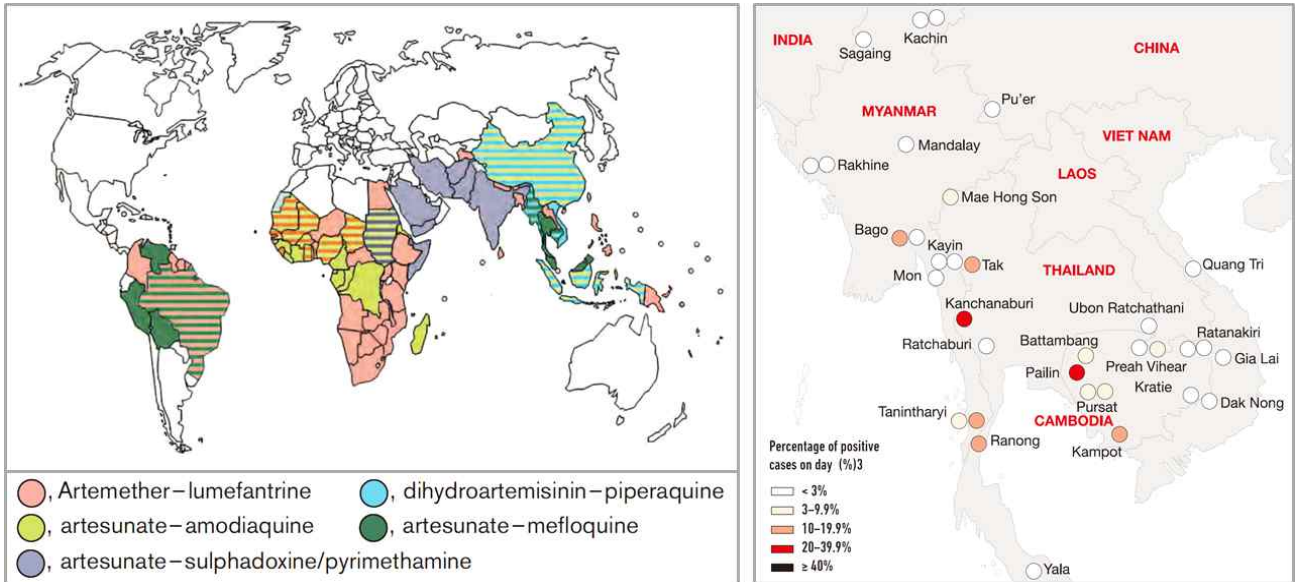 , Artemether–lumefantrine
, dihydroartemisinin–piperaquine
, artesunate–amodiaquine
, artesunate–mefloquine
, artesunate–sulphadoxine/pyrimethamine
INDIA
Kachin
CHINA
Sagaing
MYANMAR
Pu'er
VIET NAM
Mandalay
Rakhine
LAOS
Mae Hong Son
Bago
Kayin
Tak
Mon
THAILAND
Quang Tri
Kanchanaburi
Ubon Ratchathani
Ratchaburi
Battambang
Ratanakiri
Preah Vihear
Gia Lai
Pailin
Kratie
Pursat
Dak Nong
Tanintharyi
CAMBODIA
Ranong
Kampot
Percentage of positive
cases on day (%)3
< 3%
3–9.9%
10–19.9%
20–39.9%
≥ 40%
Yala